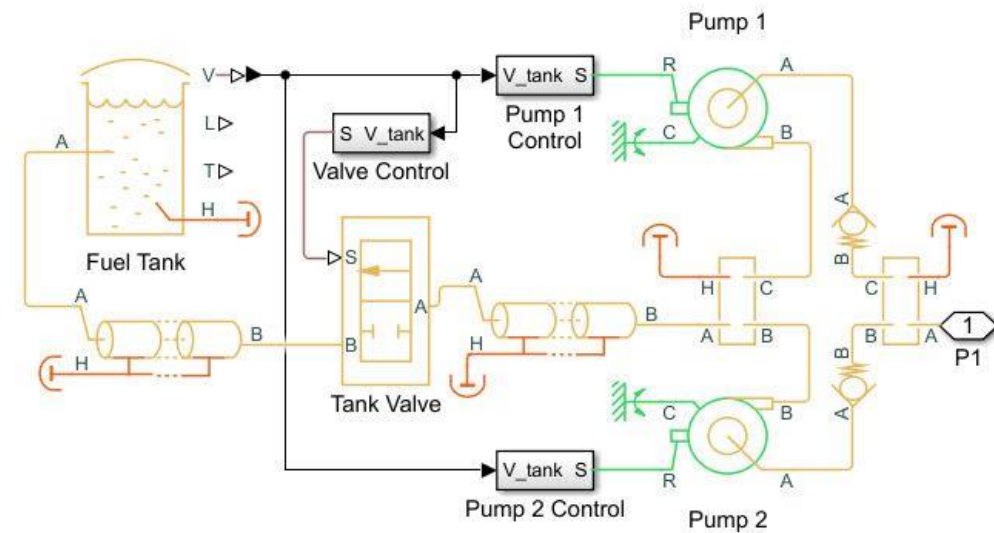 Pump 1
V
V_tank S
R
A
Pump 1
Control
L
S V_tank
C
B
A
Valve Control
T
H
S
A
Fuel Tank
B
H
C
C
H
A
A
A
B
B
A
B
B
A
1
H
H
B
P1
Tank Valve
C
B
A
V_tank S
R
A
Pump 2 Control
Pump 2